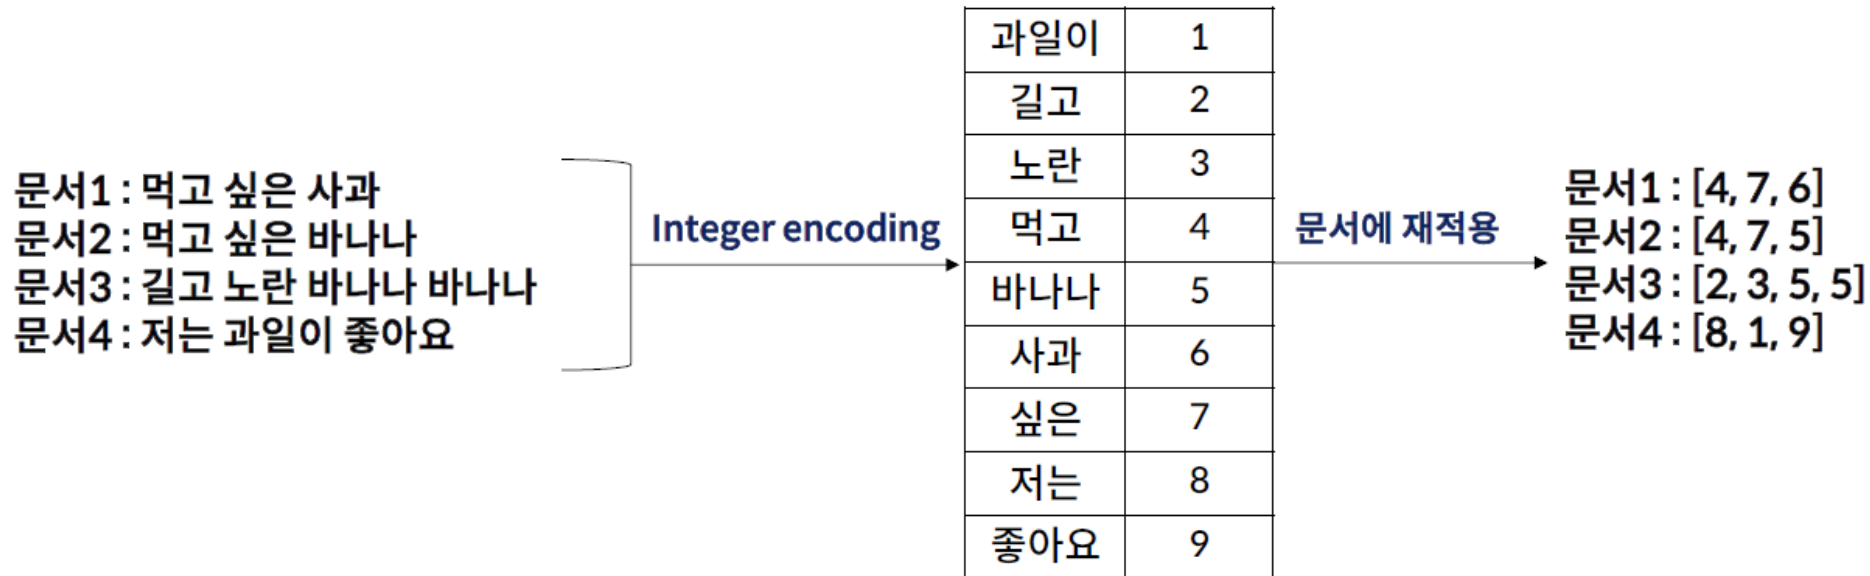 문서1 : 먹고 싶은 사과
문서2 : 먹고 싶은 바나나
문서3 : 길고 노란 바나나 바나나
문서4 : 저는 과일이 좋아요
Integer encoding
과일이 1
길고 2
노란 3
먹고 4
바나나 5
사과 6
싶은 7
저는 8
좋아요 9
문서에 재적용
문서1 : [4, 7, 6]
문서2 : [4, 7, 5]
문서3 : [2, 3, 5, 5]
문서4 : [8, 1, 9]